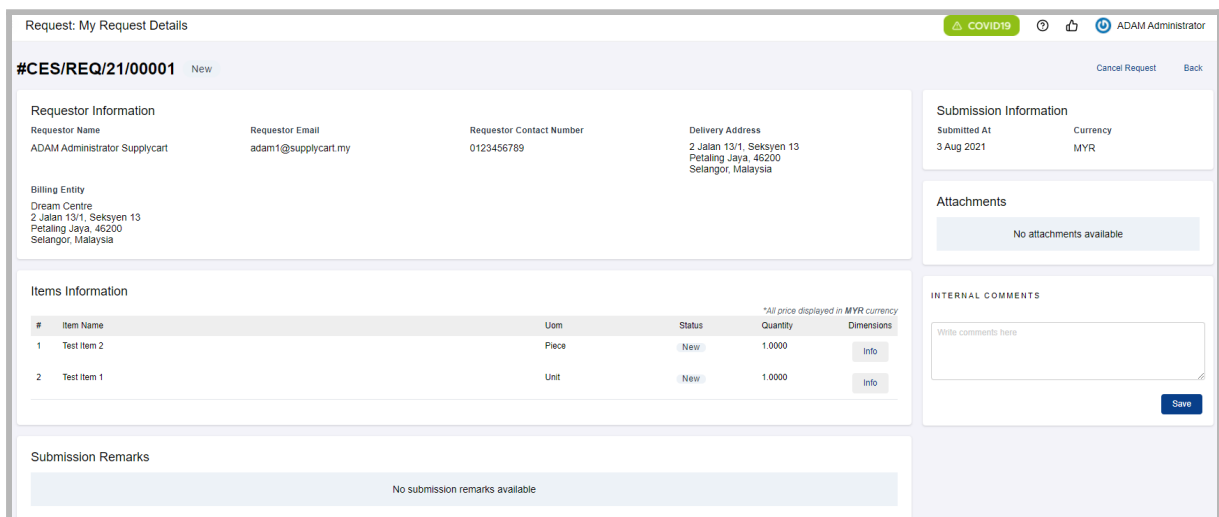 Request: My Request Details
COVID19
ADAM Administrator
#CES/REQ/21/00001 New
Cancel Request Back
Requestor Information
Requestor Name Requestor Email Requestor Contact Number Delivery Address
ADAM Administrator Supplycart adam1@supplycart.my 0123456789 2 Jalan 13/1, Seksyen 13
Petaling Jaya, 46200
Selangor, Malaysia
Billing Entity
Dream Centre
2 Jalan 13/1, Seksyen 13
Petaling Jaya, 46200
Selangor, Malaysia
Submission Information
Submitted At Currency
3 Aug 2021 MYR
Attachments
No attachments available
Items Information
*All price displayed in MYR currency
# Item Name Uom Status Quantity Dimensions
1 Test Item 2 Piece New 1.0000 Info
2 Test Item 1 Unit New 1.0000 Info
INTERNAL COMMENTS
Write comments here
Save
Submission Remarks
No submission remarks available